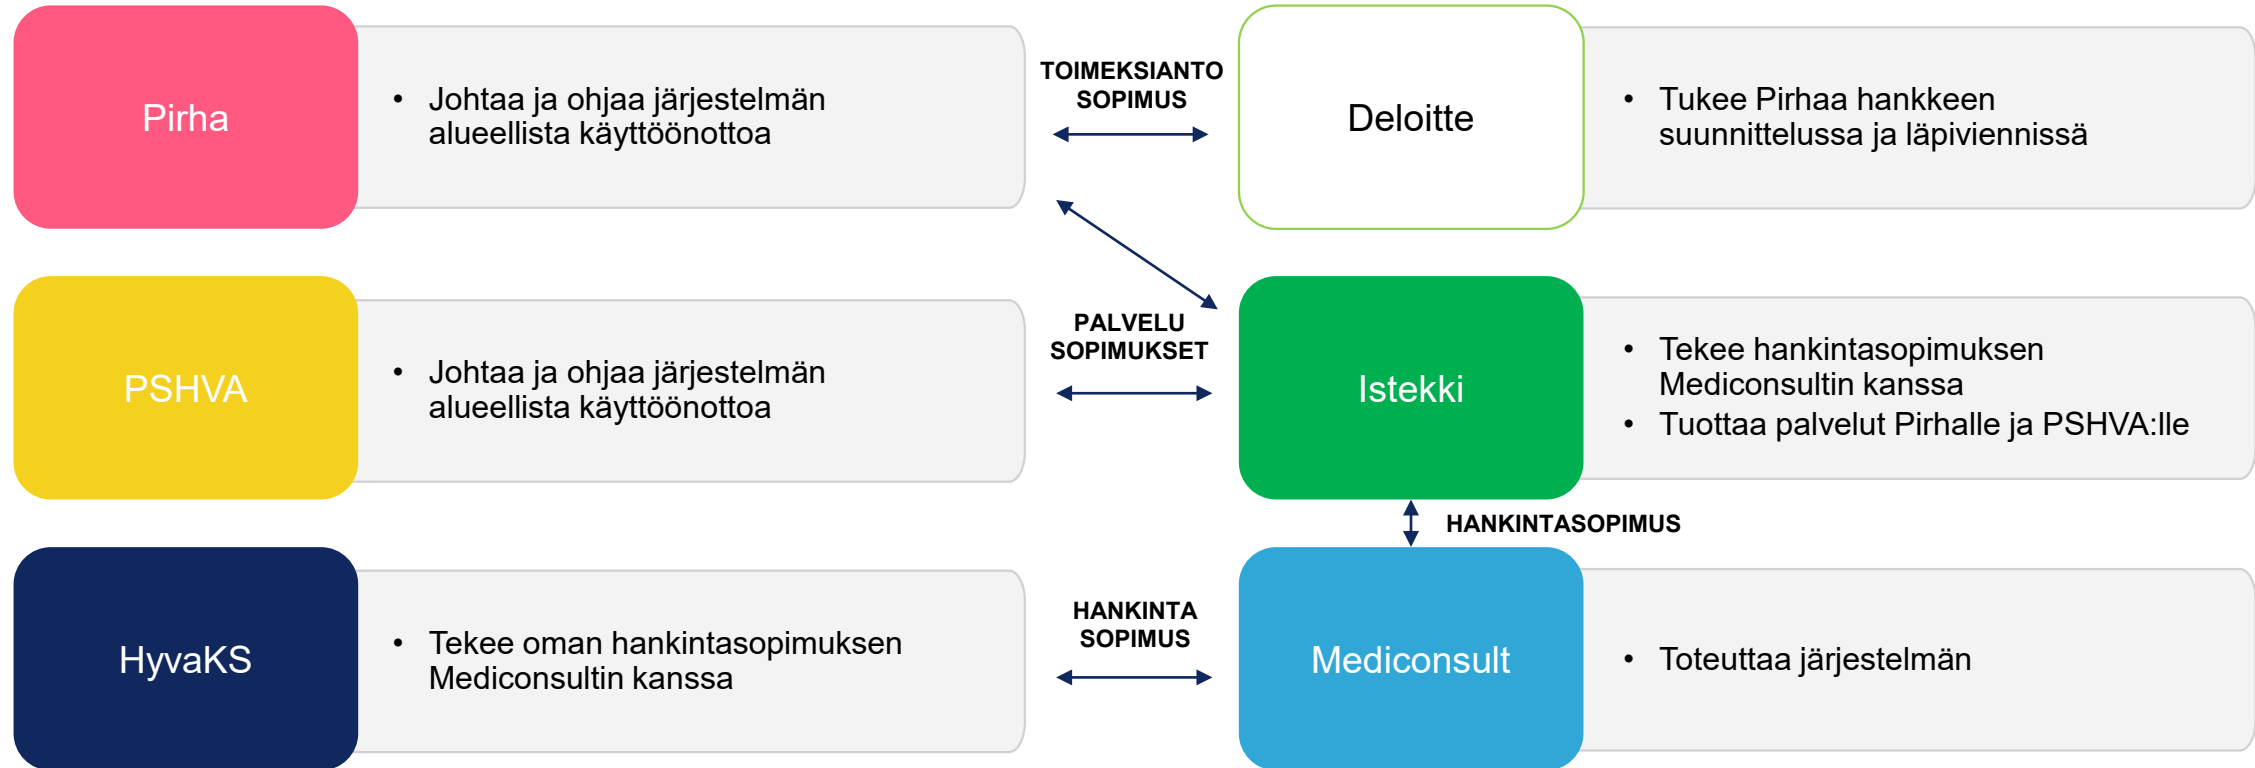 Pirha
• Johtaa ja ohjaa järjestelmän
alueellista käyttöönottoa
TOIMEKSIANTO
SOPIMUS
Deloitte
• Tukee Pirhaa hankkeen
suunnittelussa ja läpiviennissä
PSHVA
• Johtaa ja ohjaa järjestelmän
alueellista käyttöönottoa
PALVELU
SOPIMUKSET
Istekki
• Tekee hankintasopimuksen
Mediconsultin kanssa
• Tuottaa palvelut Pirhalle ja PSHVA:lle
HANKINTASOPIMUS
HyvaKS
• Tekee oman hankintasopimuksen
Mediconsultin kanssa
HANKINTA
SOPIMUS
Mediconsult
• Toteuttaa järjestelmän